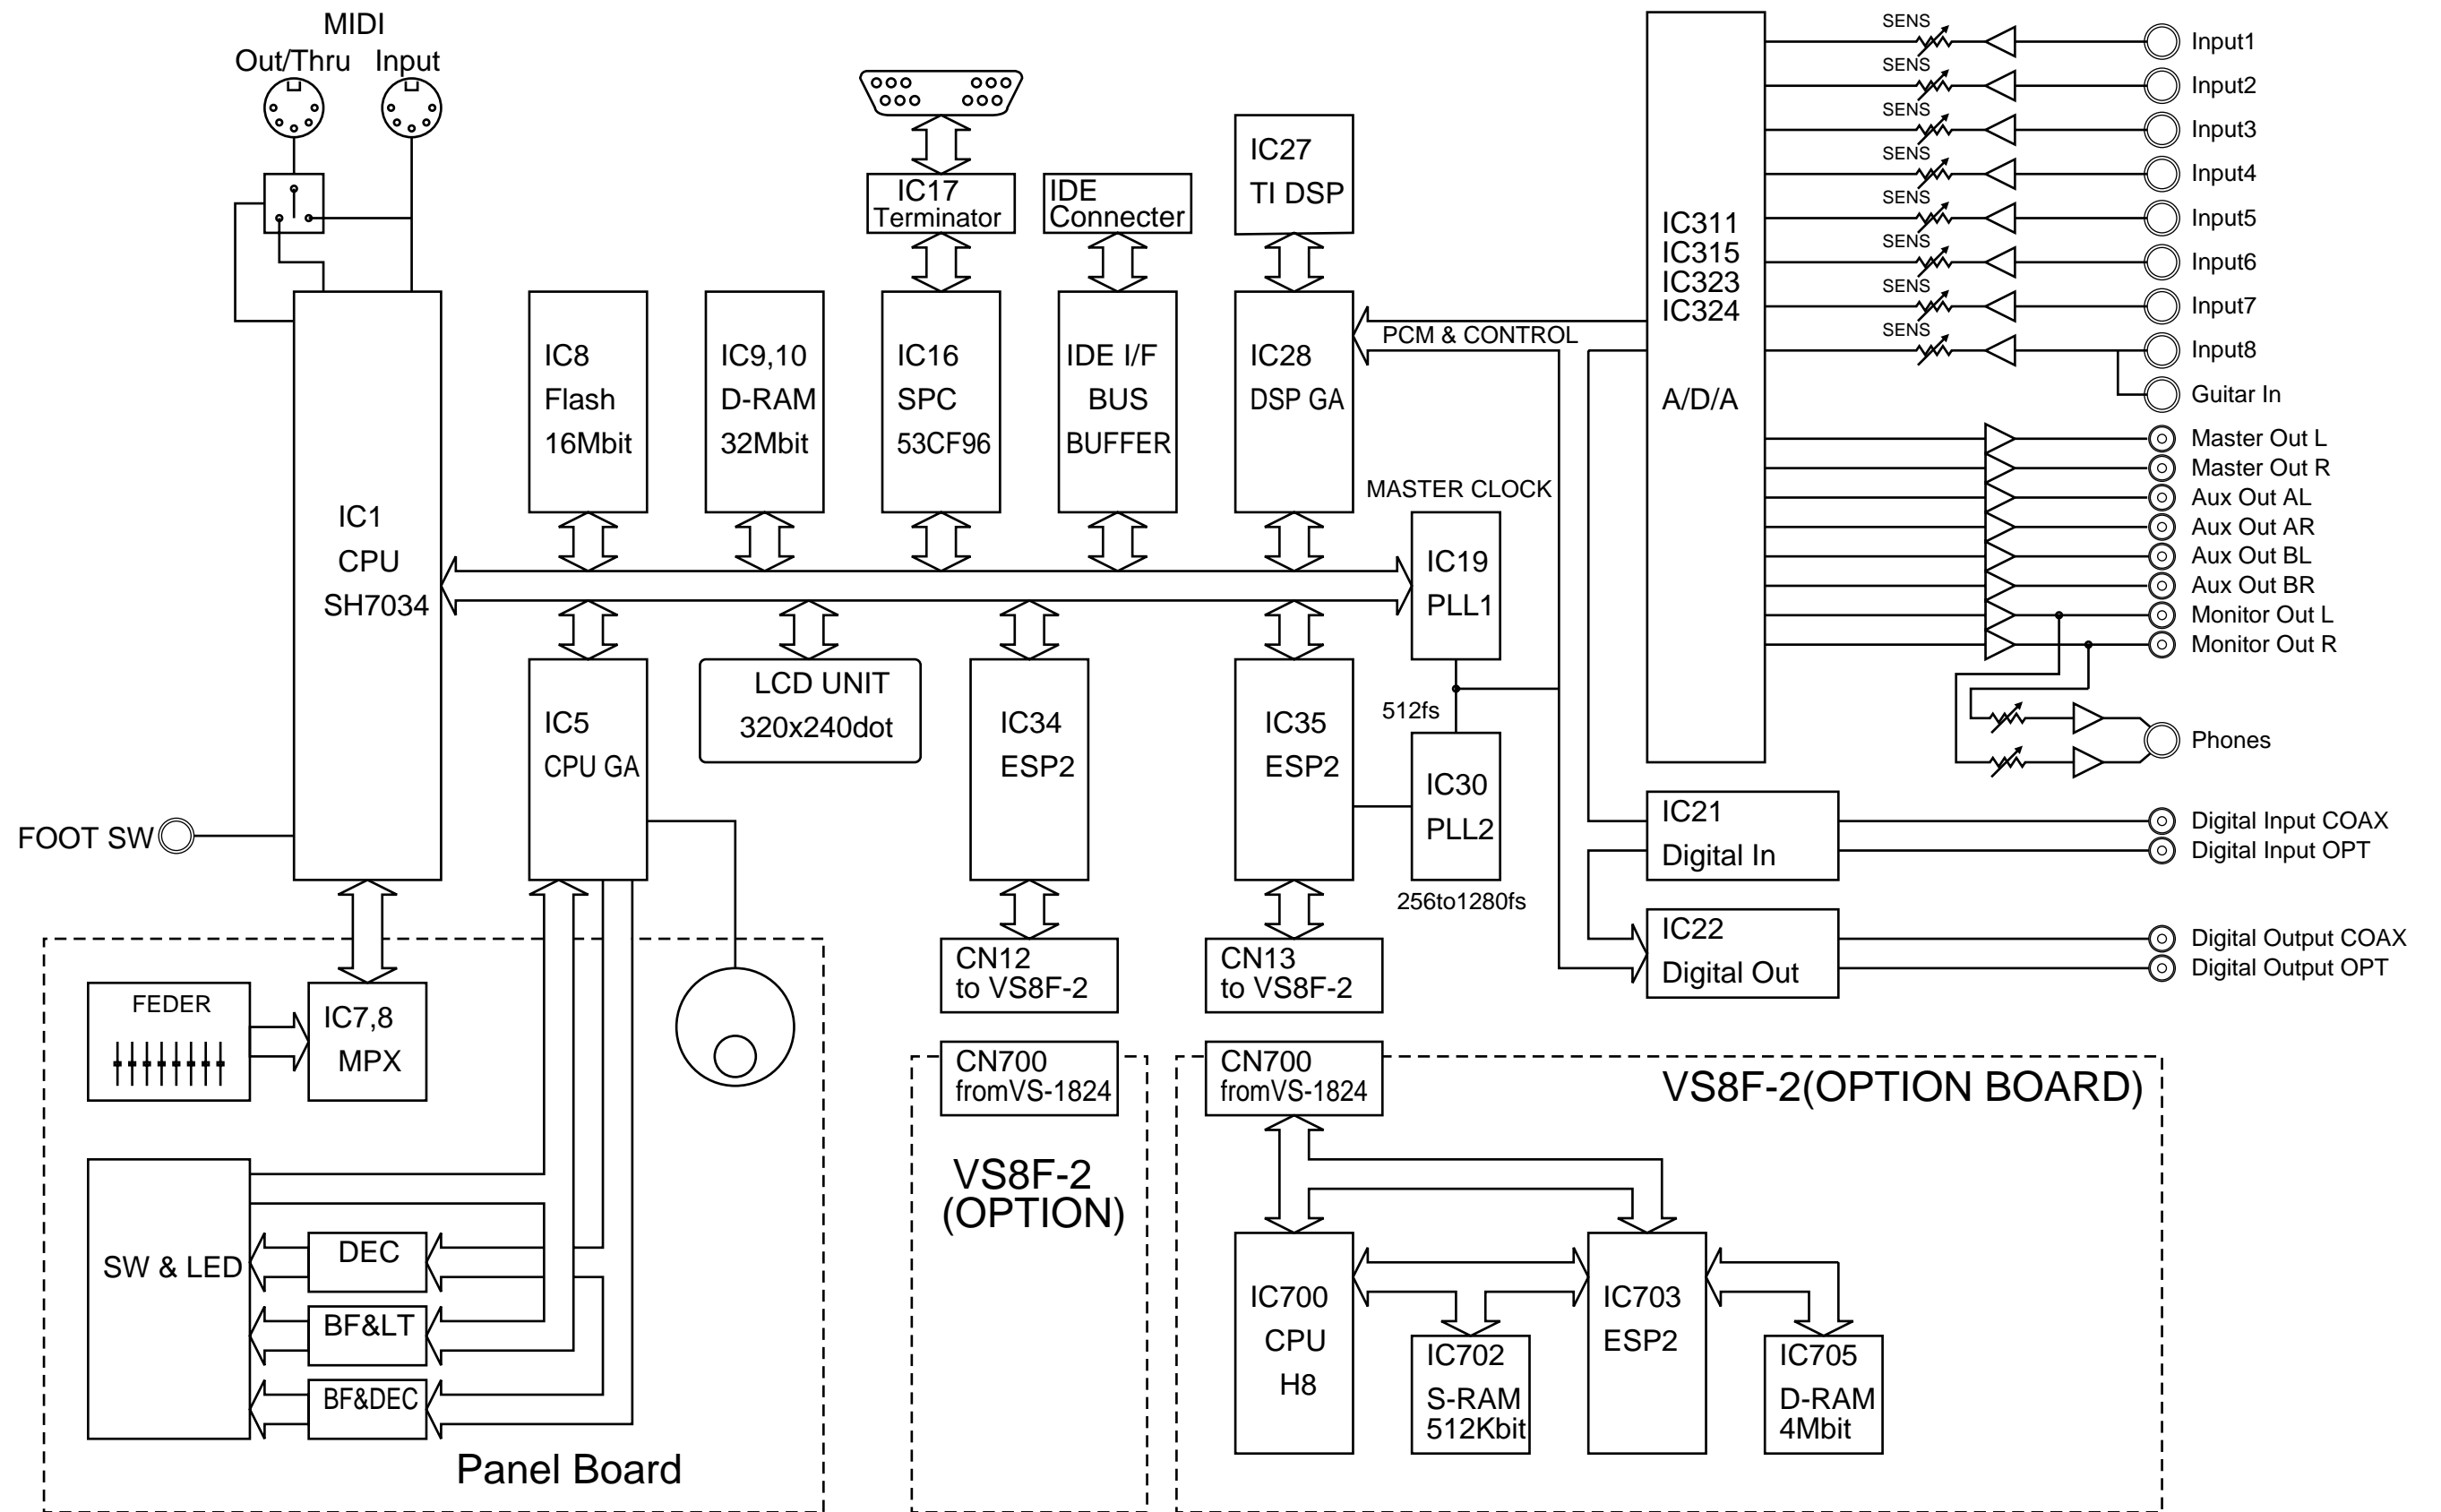 MIDI
Out/Thru
Input
IC17
Terminator
IDE
Connecter
IC27
TI DSP
IC1
CPU
SH7034
IC8
Flash
16Mbit
IC9,10
D-RAM
32Mbit
IC16
SPC
53CF96
IDE I/F
BUS
BUFFER
IC28
DSP GA
PCM & CONTROL
MASTER CLOCK
IC19
PLL1
512fs
IC30
PLL2
256to1280fs
IC311
IC315
IC323
IC324
A/D/A
SENS
Input1
SENS
Input2
SENS
Input3
SENS
Input4
SENS
Input5
SENS
Input6
SENS
Input7
SENS
Input8
Guitar In
Master Out L
Master Out R
Aux Out AL
Aux Out AR
Aux Out BL
Aux Out BR
Monitor Out L
Monitor Out R
Phones
IC5
CPU GA
LCD UNIT
320x240dot
IC34
ESP2
IC35
ESP2
IC21
Digital In
Digital Input COAX
Digital Input OPT
IC22
Digital Out
Digital Output COAX
Digital Output OPT
FOOT SW
CN12
to VS8F-2
CN13
to VS8F-2
FEDER
IC7,8
MPX
SW & LED
DEC
BF&LT
BF&DEC
Panel Board
CN700
fromVS-1824
VS8F-2
(OPTION)
CN700
fromVS-1824
VS8F-2(OPTION BOARD)
IC700
CPU
H8
IC702
S-RAM
512Kbit
IC703
ESP2
IC705
D-RAM
4Mbit